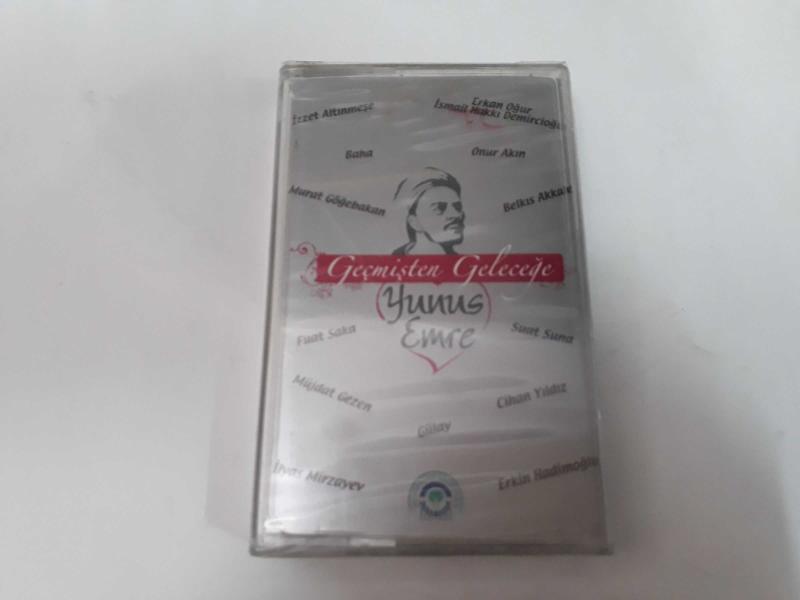 İzzet Altınmeşe
Erkan Oğur
İsmail Hakkı Demircioğlu
Baha
Onur Akın
Murat Göğebakan
Belkıs Akkale
Geçmişten Geleceğe
Yunus
Emre
Fuat Saka
Suat Suna
Müjdat Gezen
Cihan Yıldız
Gülay
İlyas Mirzayev
Erkin Hadimoğlu